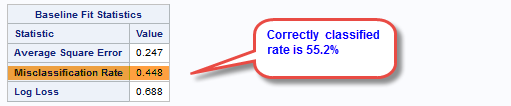 Baseline Fit Statistics
Statistic Value
Average Square Error 0.247
Misclassification Rate 0.448
Log Loss 0.688
Correctly classified
rate is 55.2%